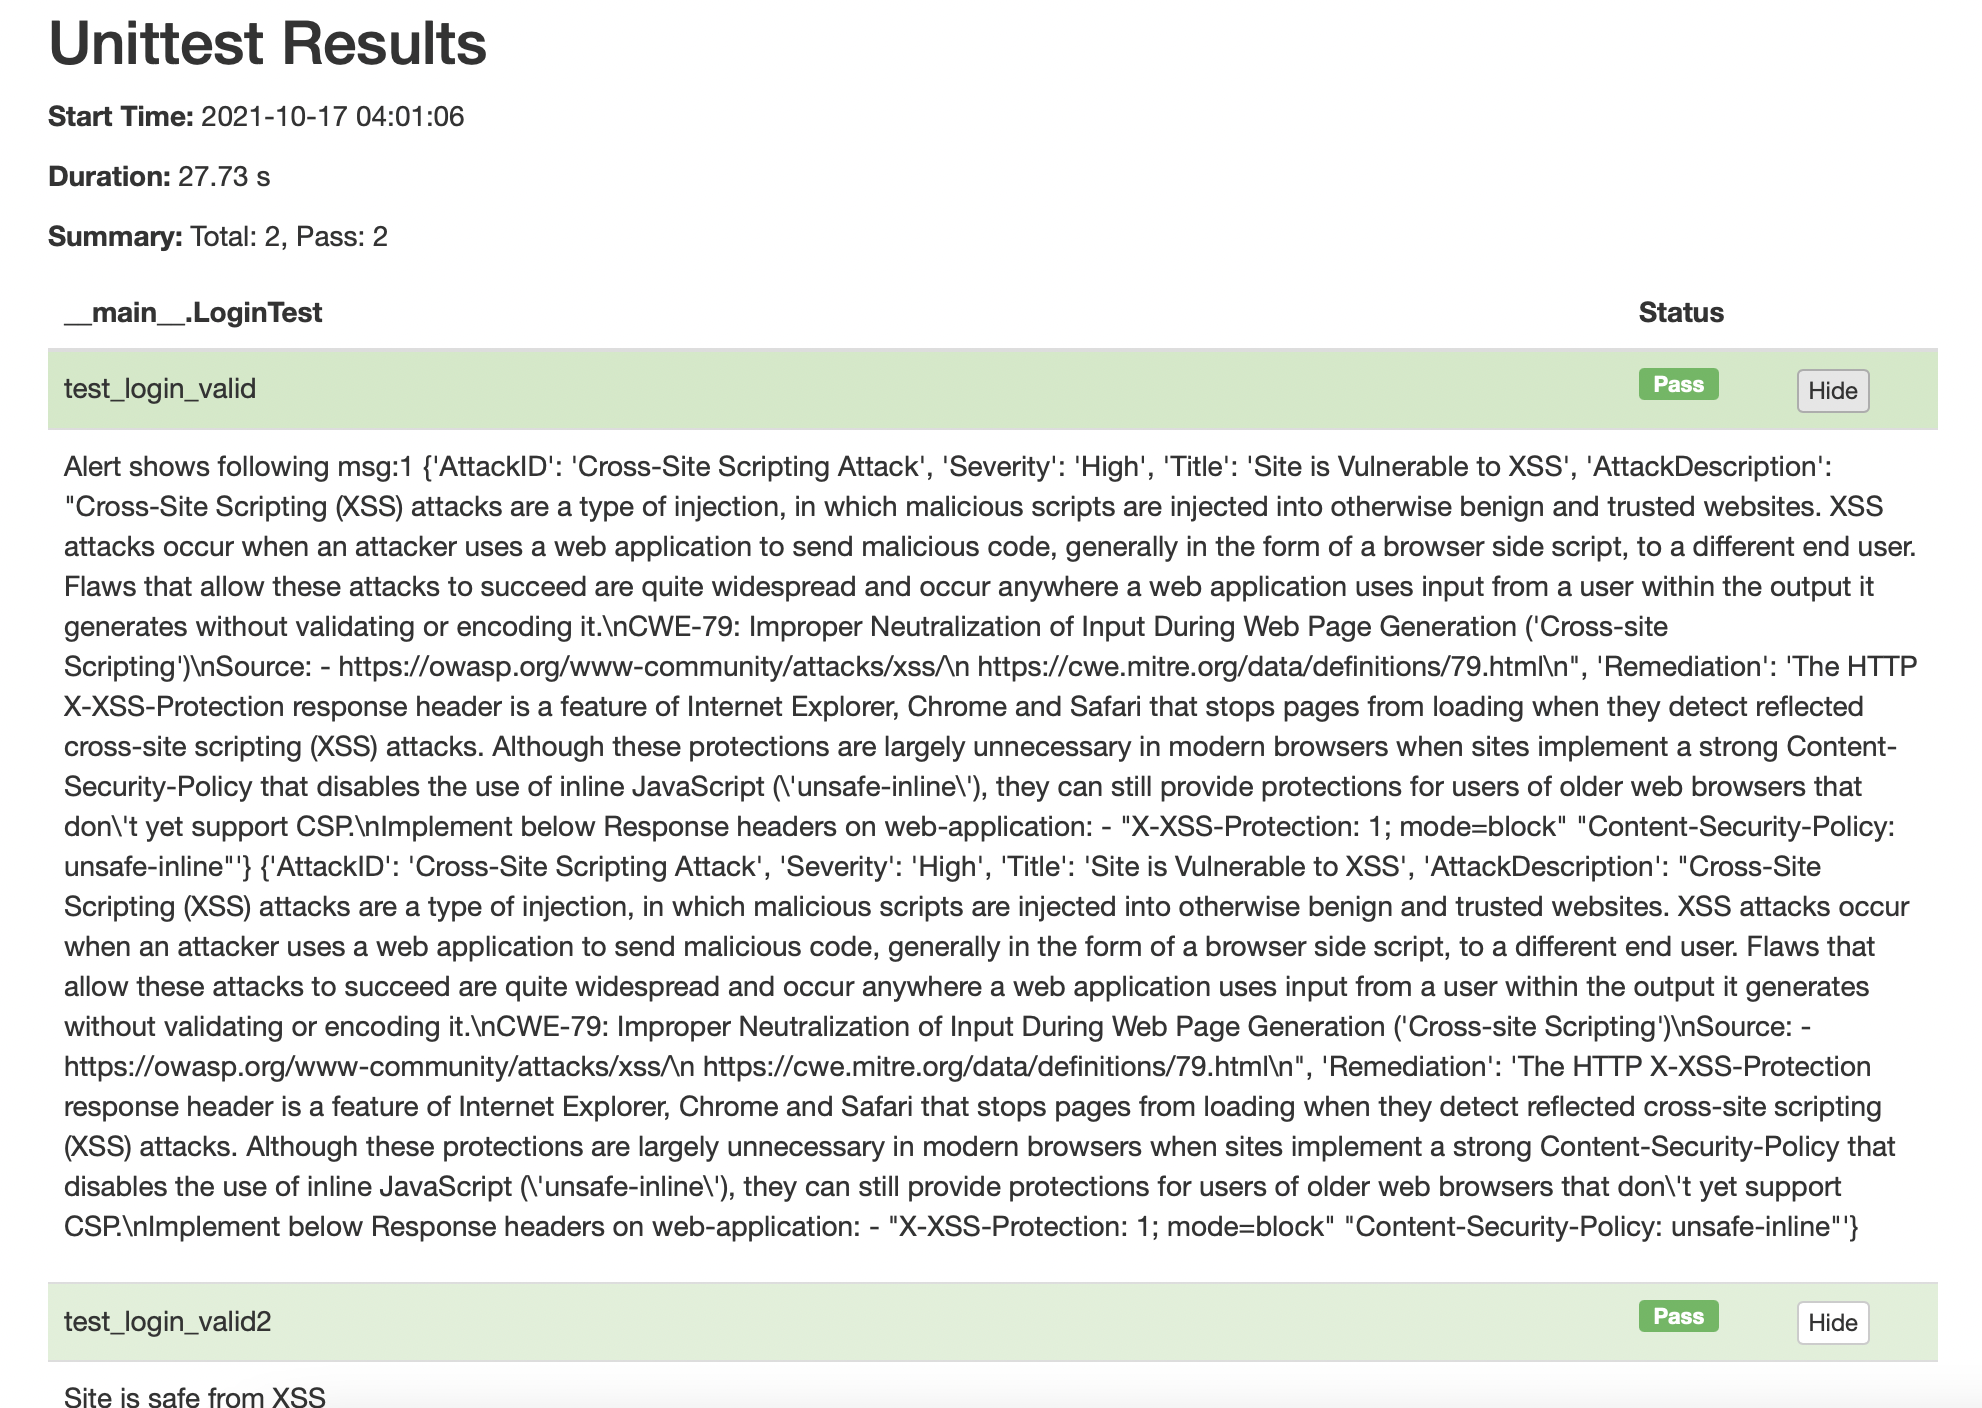 Unittest Results
Start Time: 2021-10-17 04:01:06
Duration: 27.73 s
Summary: Total: 2, Pass: 2
__main__.LoginTest Status
test_login_valid Pass Hide
Alert shows following msg:1 {'AttackID': 'Cross-Site Scripting Attack', 'Severity': 'High', 'Title': 'Site is Vulnerable to XSS', 'AttackDescription':
"Cross-Site Scripting (XSS) attacks are a type of injection, in which malicious scripts are injected into otherwise benign and trusted websites. XSS
attacks occur when an attacker uses a web application to send malicious code, generally in the form of a browser side script, to a different end user.
Flaws that allow these attacks to succeed are quite widespread and occur anywhere a web application uses input from a user within the output it
generates without validating or encoding it.\nCWE-79: Improper Neutralization of Input During Web Page Generation ('Cross-site
Scripting')\nSource: - https://owasp.org/www-community/attacks/xss/\n https://cwe.mitre.org/data/definitions/79.html\n", 'Remediation': 'The HTTP
X-XSS-Protection response header is a feature of Internet Explorer, Chrome and Safari that stops pages from loading when they detect reflected
cross-site scripting (XSS) attacks. Although these protections are largely unnecessary in modern browsers when sites implement a strong Content-
Security-Policy that disables the use of inline JavaScript (\'unsafe-inline\'), they can still provide protections for users of older web browsers that
don\'t yet support CSP.\nImplement below Response headers on web-application: - "X-XSS-Protection: 1; mode=block" "Content-Security-Policy:
unsafe-inline"'} {'AttackID': 'Cross-Site Scripting Attack', 'Severity': 'High', 'Title': 'Site is Vulnerable to XSS', 'AttackDescription': "Cross-Site
Scripting (XSS) attacks are a type of injection, in which malicious scripts are injected into otherwise benign and trusted websites. XSS attacks occur
when an attacker uses a web application to send malicious code, generally in the form of a browser side script, to a different end user. Flaws that
allow these attacks to succeed are quite widespread and occur anywhere a web application uses input from a user within the output it generates
without validating or encoding it.\nCWE-79: Improper Neutralization of Input During Web Page Generation ('Cross-site Scripting')\nSource: -
https://owasp.org/www-community/attacks/xss/\n https://cwe.mitre.org/data/definitions/79.html\n", 'Remediation': 'The HTTP X-XSS-Protection
response header is a feature of Internet Explorer, Chrome and Safari that stops pages from loading when they detect reflected cross-site scripting
(XSS) attacks. Although these protections are largely unnecessary in modern browsers when sites implement a strong Content-Security-Policy that
disables the use of inline JavaScript (\'unsafe-inline\'), they can still provide protections for users of older web browsers that don\'t yet support
CSP.\nImplement below Response headers on web-application: - "X-XSS-Protection: 1; mode=block" "Content-Security-Policy: unsafe-inline"'}
test_login_valid2 Pass Hide
Site is safe from XSS